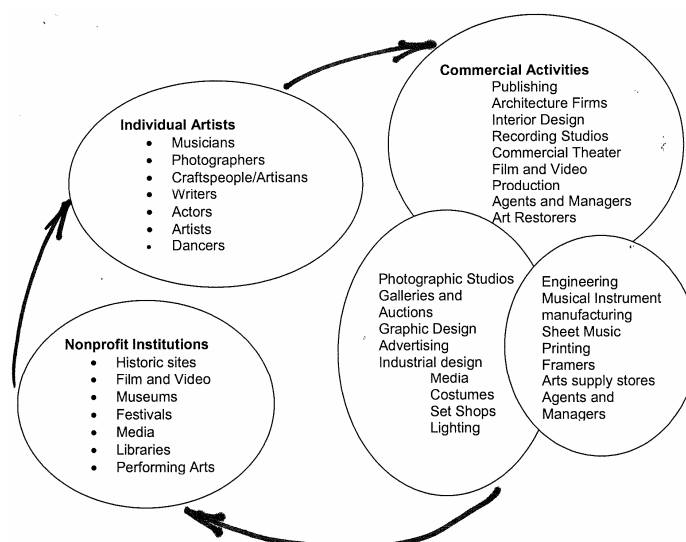 Individual Artists
• Musicians
• Photographers
• Craftspeople/Artisans
• Writers
• Actors
• Artists
• Dancers
Commercial Activities
Publishing
Architecture Firms
Interior Design
Recording Studios
Commercial Theater
Film and Video
Production
Agents and Managers
Art Restorers
Photographic Studios
Galleries and
Auctions
Graphic Design
Advertising
Industrial design
Media
Costumes
Set Shops
Lighting
Engineering
Musical Instrument
manufacturing
Sheet Music
Printing
Framers
Arts supply stores
Agents and
Managers
Nonprofit Institutions
• Historic sites
• Film and Video
• Museums
• Festivals
• Media
• Libraries
• Performing Arts